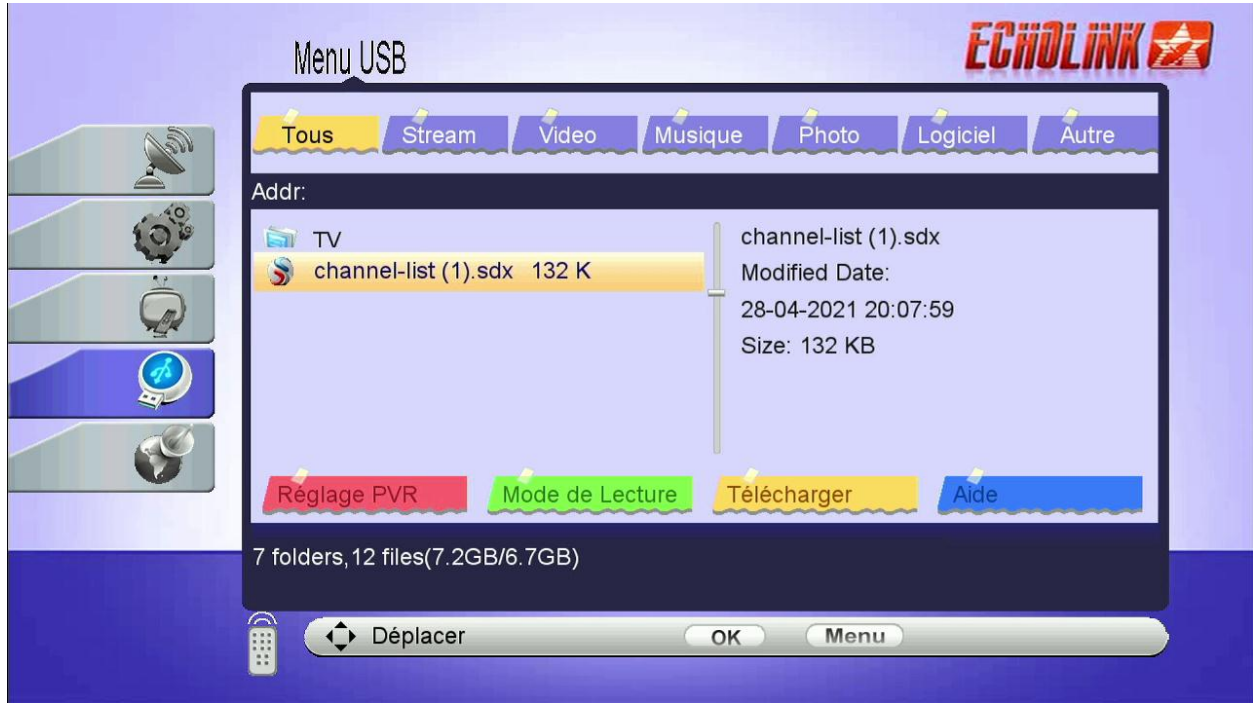 Menu USB
ECHOLINK
Tous Stream Video Musique Photo Logiciel Autre
Addr:
TV
channel-list (1).sdx 132 K
channel-list (1).sdx
Modified Date:
28-04-2021 20:07:59
Size: 132 KB
Réglage PVR Mode de Lecture Télécharger Aide
7 folders,12 files(7.2GB/6.7GB)
Déplacer OK Menu